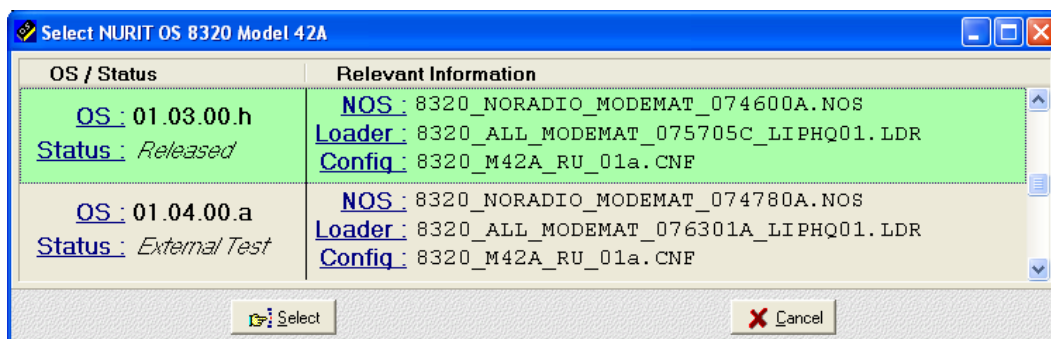 Select NURIT OS 8320 Model 42A
OS / Status Relevant Information
OS : 01.03.00.h
Status : Released
NOS : 8320_NORADIO_MODEMAT_074600A.NOS
Loader : 8320_ALL_MODEMAT_075705C_LIPHQ01.LDR
Config : 8320_M42A_RU_01a.CNF
OS : 01.04.00.a
Status : External Test
NOS : 8320_NORADIO_MODEMAT_074780A.NOS
Loader : 8320_ALL_MODEMAT_076301A_LIPHQ01.LDR
Config : 8320_M42A_RU_01a.CNF
Select Cancel